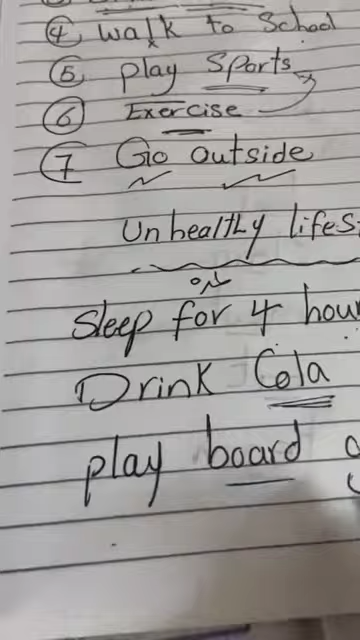 ④ Walk to School
⑤ Play Sports
⑥ Exercise
⑦ Go outside
Unhealthy lifes
Sleep for 4 hou
Drink Cola
play board